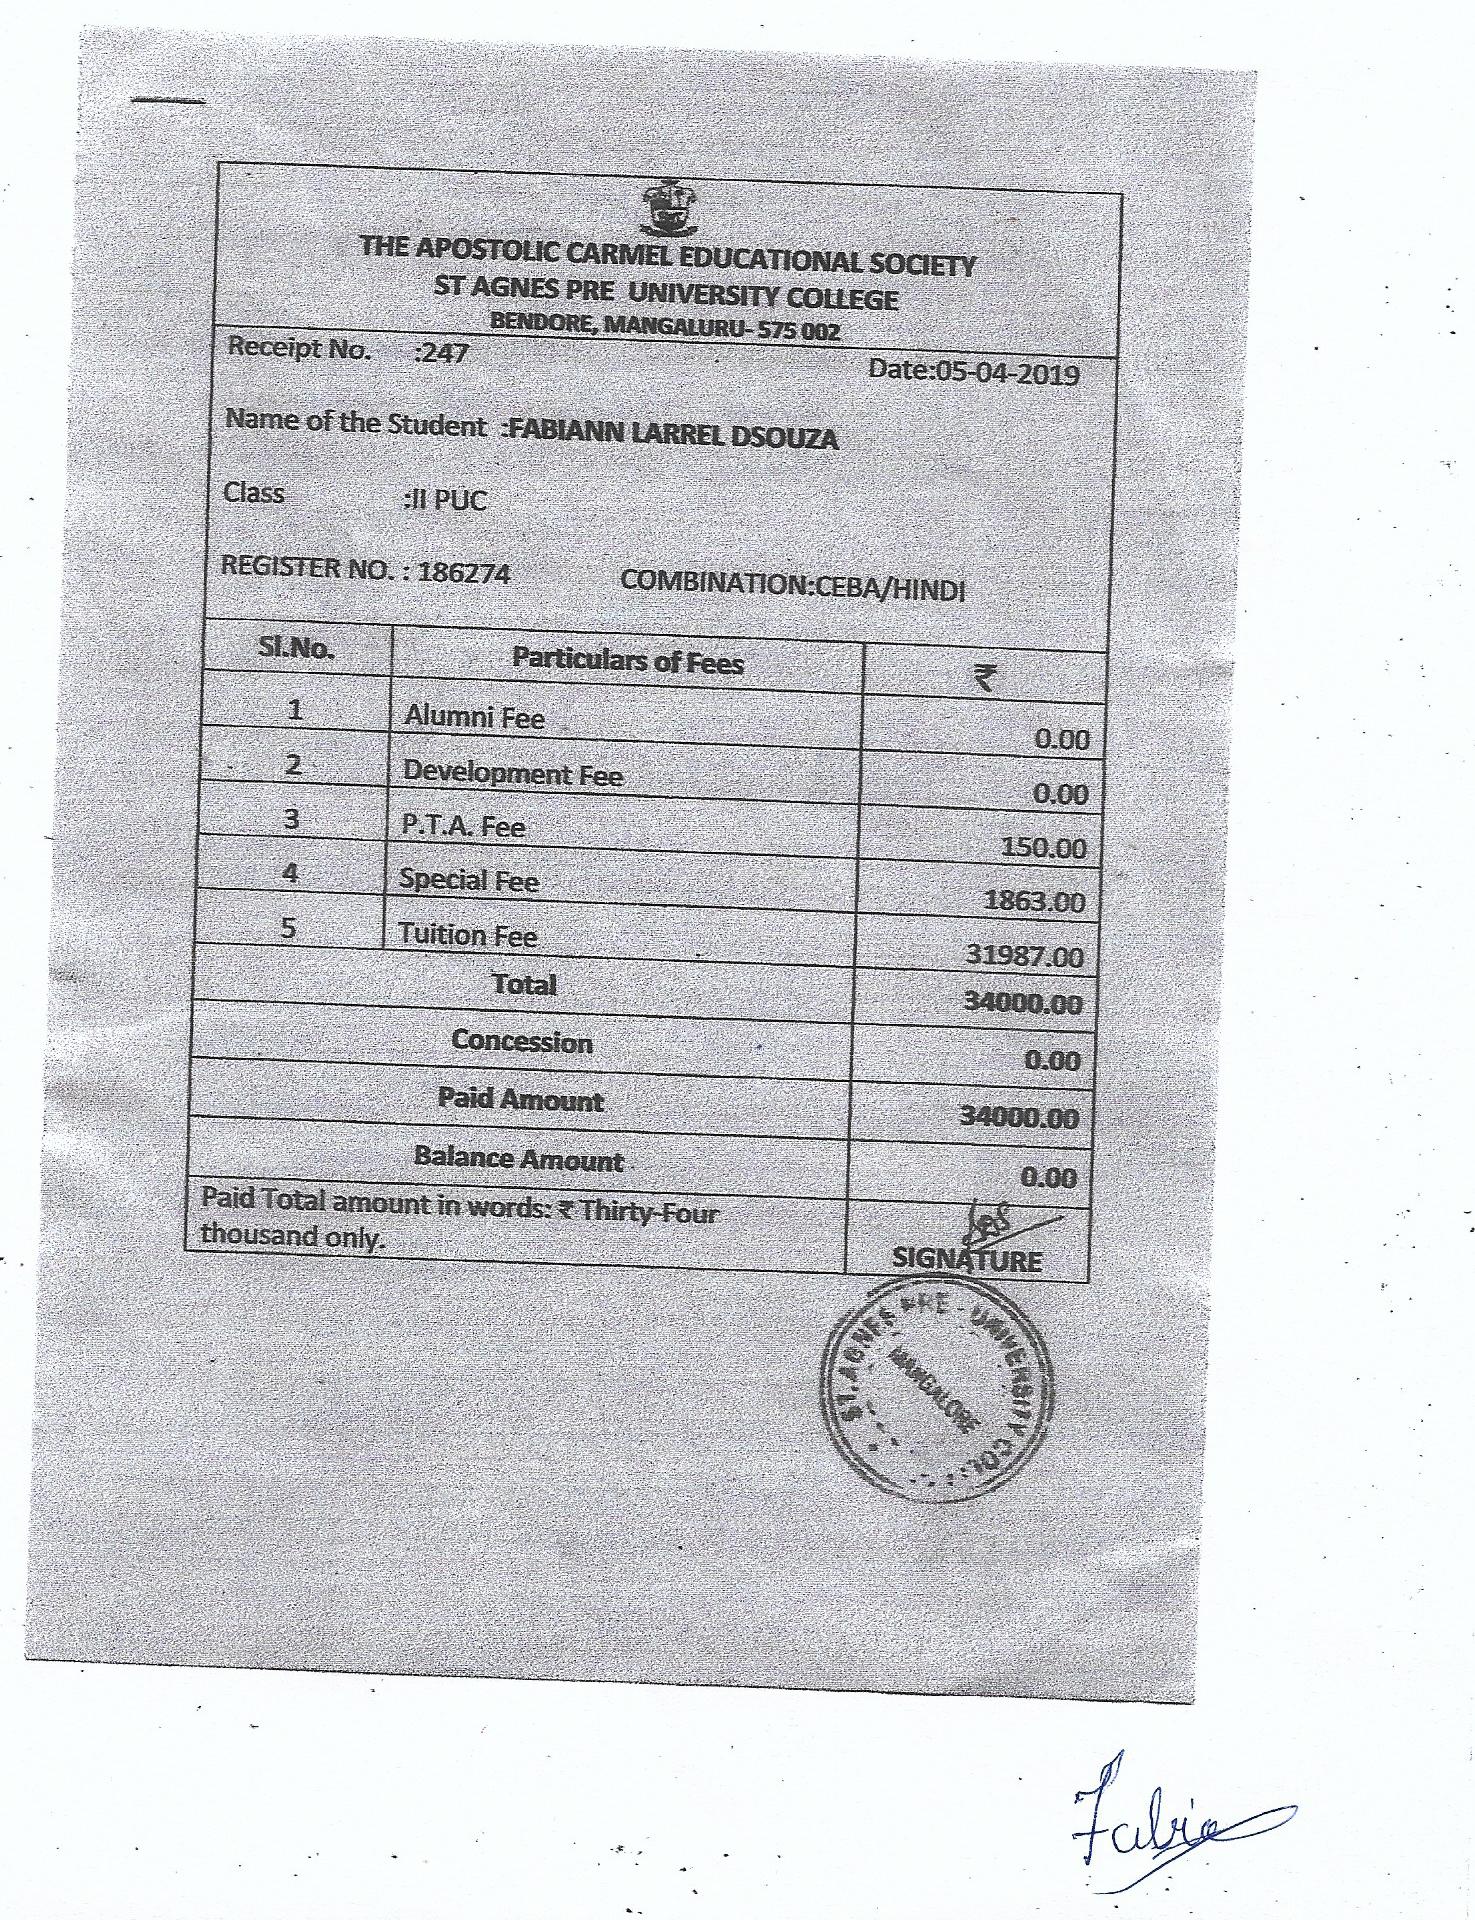 THE APOSTOLIC CARMEL EDUCATIONAL SOCIETY
ST AGNES PRE UNIVERSITY COLLEGE
BENDORE, MANGALURU- 575 002
Receipt No. :247 Date:05-04-2019
Name of the Student :FABIANN LARREL DSOUZA
Class :II PUC
REGISTER NO. : 186274 COMBINATION:CEBA/HINDI
Sl.No. Particulars of Fees ₹
1 Alumni Fee 0.00
2 Development Fee 0.00
3 P.T.A. Fee 150.00
4 Special Fee 1863.00
5 Tuition Fee 31987.00
Total 34000.00
Concession 0.00
Paid Amount 34000.00
Balance Amount 0.00
Paid Total amount in words: ₹ Thirty-Four
thousand only.
SIGNATURE
ST. AGNES PRE - UNIVERSITY COL
MANGALORE
Fabia